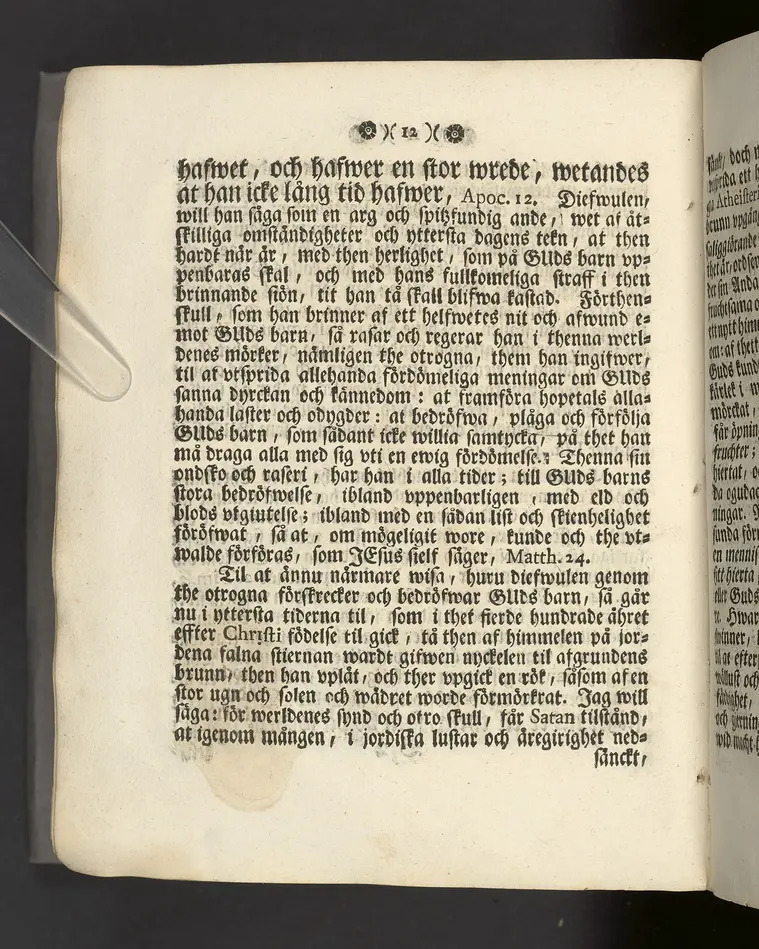 )( 12 )(
hafwet, och hafwer en stor wrede, wetandes
at han icke lång tid hafwer, Apoc. 12. Diefwulen,
will han säga som en arg och spitzfundig ande, wet af åt=
skilliga omständigheter och yttersta dagens tekn, at then
hardt när är, med then herlighet, som på GUds barn vp=
penbaras skal, och med hans fullkomeliga straff i then
brinnande siön, tit han tå skall blifwa kastad. Förthen=
skull, som han brinner af ett helfwetes nit och afwund e=
mot GUds barn, så rasar och regerar han i thenna werl=
denes mörker, nämligen the otrogna, them han ingifwer,
til at vtsprida allehanda fördömeliga meningar om GUds
sanna dyrckan och kännedom: at framföra hopetals alla=
handa laster och odygder: at bedröfwa, plåga och förfölja
GUds barn, som sådant icke willia samtycka, på thet han
må draga alla med sig vti en ewig fördömelse. Thenna sin
ondsko och raseri, har han i alla tider; till GUds barns
stora bedröfwelse, ibland vppenbarligen, med eld och
blods vtgiutelse; ibland med en sådan list och skienhelighet
föröfwat, så at, om mögeligit wore, kunde och the vt=
walde förföras, som JEsus sielf säger, Matth. 24.
Til at ännu närmare wisa, huru diefwulen genom
the otrogna förskrecker och bedröfwar GUds barn, så går
nu i yttersta tiderna til, som i thet fierde hundrade åhret
effter Christi födelse til gick, tå then af himmelen på jor=
dena falna stiernan wardt gifwen nyckelen til afgrundens
brunn, then han vplåt, och ther vpgick en rök, såsom af en
stor ugn och solen och wädret worde förmörkrat. Jag will
säga: för werldenes synd och otro skull, får Satan tilstånd,
at igenom mången, i jordiska lustar och äregirighet ned=
sänckt,